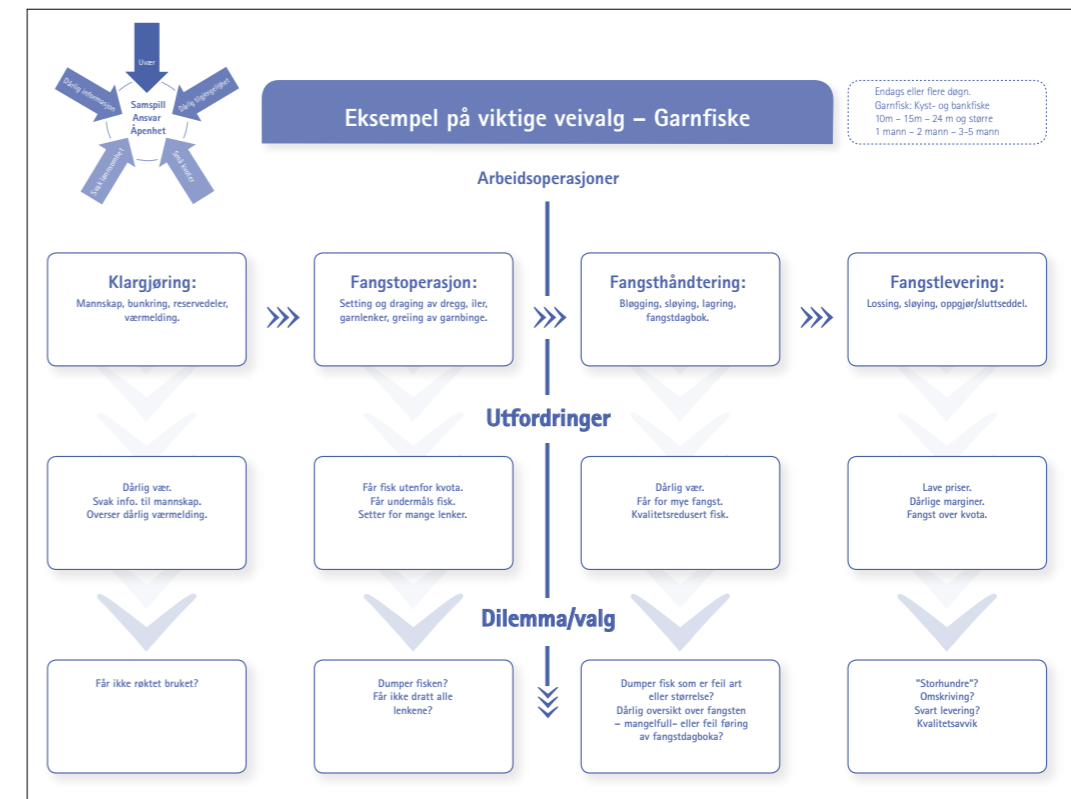 Uvær
Dårlig informasjon
Dårlig tilgjengelighet
Samspill
Ansvar
Åpenhet
Svak lønnsomhet
Små kvoter
Eksempel på viktige veivalg – Garnfiske
Endags eller flere døgn.
Garnfisk: Kyst- og bankfiske
10m – 15m – 24 m og større
1 mann – 2 mann – 3-5 mann
Arbeidsoperasjoner
Klargjøring:
Mannskap, bunkring, reservedeler,
værmelding.
Fangstoperasjon:
Setting og draging av dregg, iler,
garnlenker, greiing av garnbinge.
Fangsthåndtering:
Bløgging, sløying, lagring,
fangstdagbok.
Fangstlevering:
Lossing, sløying, oppgjør/sluttseddel.
Utfordringer
Dårlig vær.
Svak info. til mannskap.
Overser dårlig værmelding.
Får fisk utenfor kvota.
Får undermåls fisk.
Setter for mange lenker.
Dårlig vær.
Får for mye fangst.
Kvalitetsredusert fisk.
Lave priser.
Dårlige marginer.
Fangst over kvota.
Dilemma/valg
Får ikke røktet bruket?
Dumper fisken?
Får ikke dratt alle
lenkene?
Dumper fisk som er feil art
eller størrelse?
Dårlig oversikt over fangsten
– mangelfull- eller feil føring
av fangstdagboka?
"Storhundre"?
Omskriving?
Svart levering?
Kvalitetsavvik